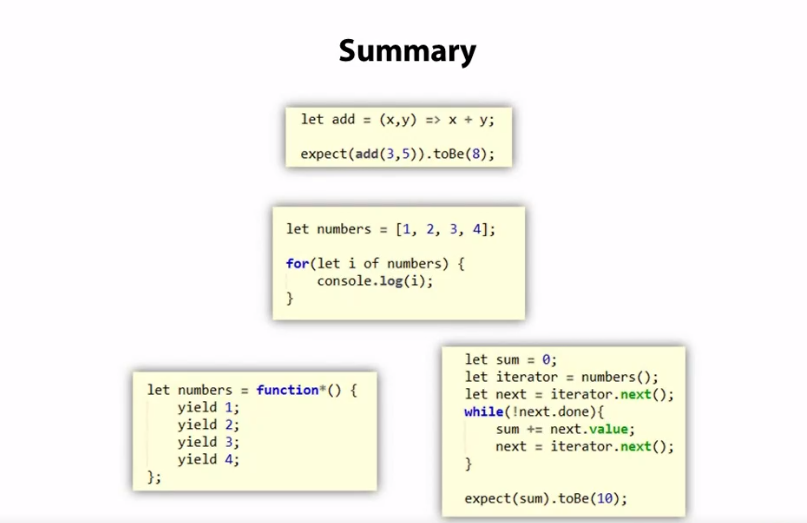 Summary
let add = (x,y) => x + y;
expect(add(3,5)).toBe(8);
let numbers = [1, 2, 3, 4];
for(let i of numbers) {
    console.log(i);
}
let numbers = function*() {
    yield 1;
    yield 2;
    yield 3;
    yield 4;
};
let sum = 0;
let iterator = numbers();
let next = iterator.next();
while(!next.done){
    sum += next.value;
    next = iterator.next();
}
expect(sum).toBe(10);